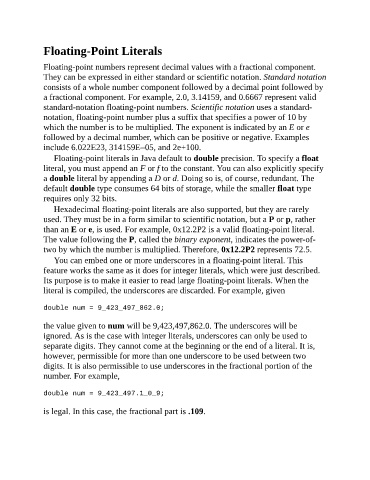 Floating-Point Literals
Floating-point numbers represent decimal values with a fractional component.
They can be expressed in either standard or scientific notation. Standard notation
consists of a whole number component followed by a decimal point followed by
a fractional component. For example, 2.0, 3.14159, and 0.6667 represent valid
standard-notation floating-point numbers. Scientific notation uses a standard-
notation, floating-point number plus a suffix that specifies a power of 10 by
which the number is to be multiplied. The exponent is indicated by an E or e
followed by a decimal number, which can be positive or negative. Examples
include 6.022E23, 314159E–05, and 2e+100.
Floating-point literals in Java default to double precision. To specify a float
literal, you must append an F or f to the constant. You can also explicitly specify
a double literal by appending a D or d. Doing so is, of course, redundant. The
default double type consumes 64 bits of storage, while the smaller float type
requires only 32 bits.
Hexadecimal floating-point literals are also supported, but they are rarely
used. They must be in a form similar to scientific notation, but a P or p, rather
than an E or e, is used. For example, 0x12.2P2 is a valid floating-point literal.
The value following the P, called the binary exponent, indicates the power-of-
two by which the number is multiplied. Therefore, 0x12.2P2 represents 72.5.
You can embed one or more underscores in a floating-point literal. This
feature works the same as it does for integer literals, which were just described.
Its purpose is to make it easier to read large floating-point literals. When the
literal is compiled, the underscores are discarded. For example, given
double num = 9_423_497_862.0;
the value given to num will be 9,423,497,862.0. The underscores will be
ignored. As is the case with integer literals, underscores can only be used to
separate digits. They cannot come at the beginning or the end of a literal. It is,
however, permissible for more than one underscore to be used between two
digits. It is also permissible to use underscores in the fractional portion of the
number. For example,
double num = 9_423_497.1_0_9;
is legal. In this case, the fractional part is .109.